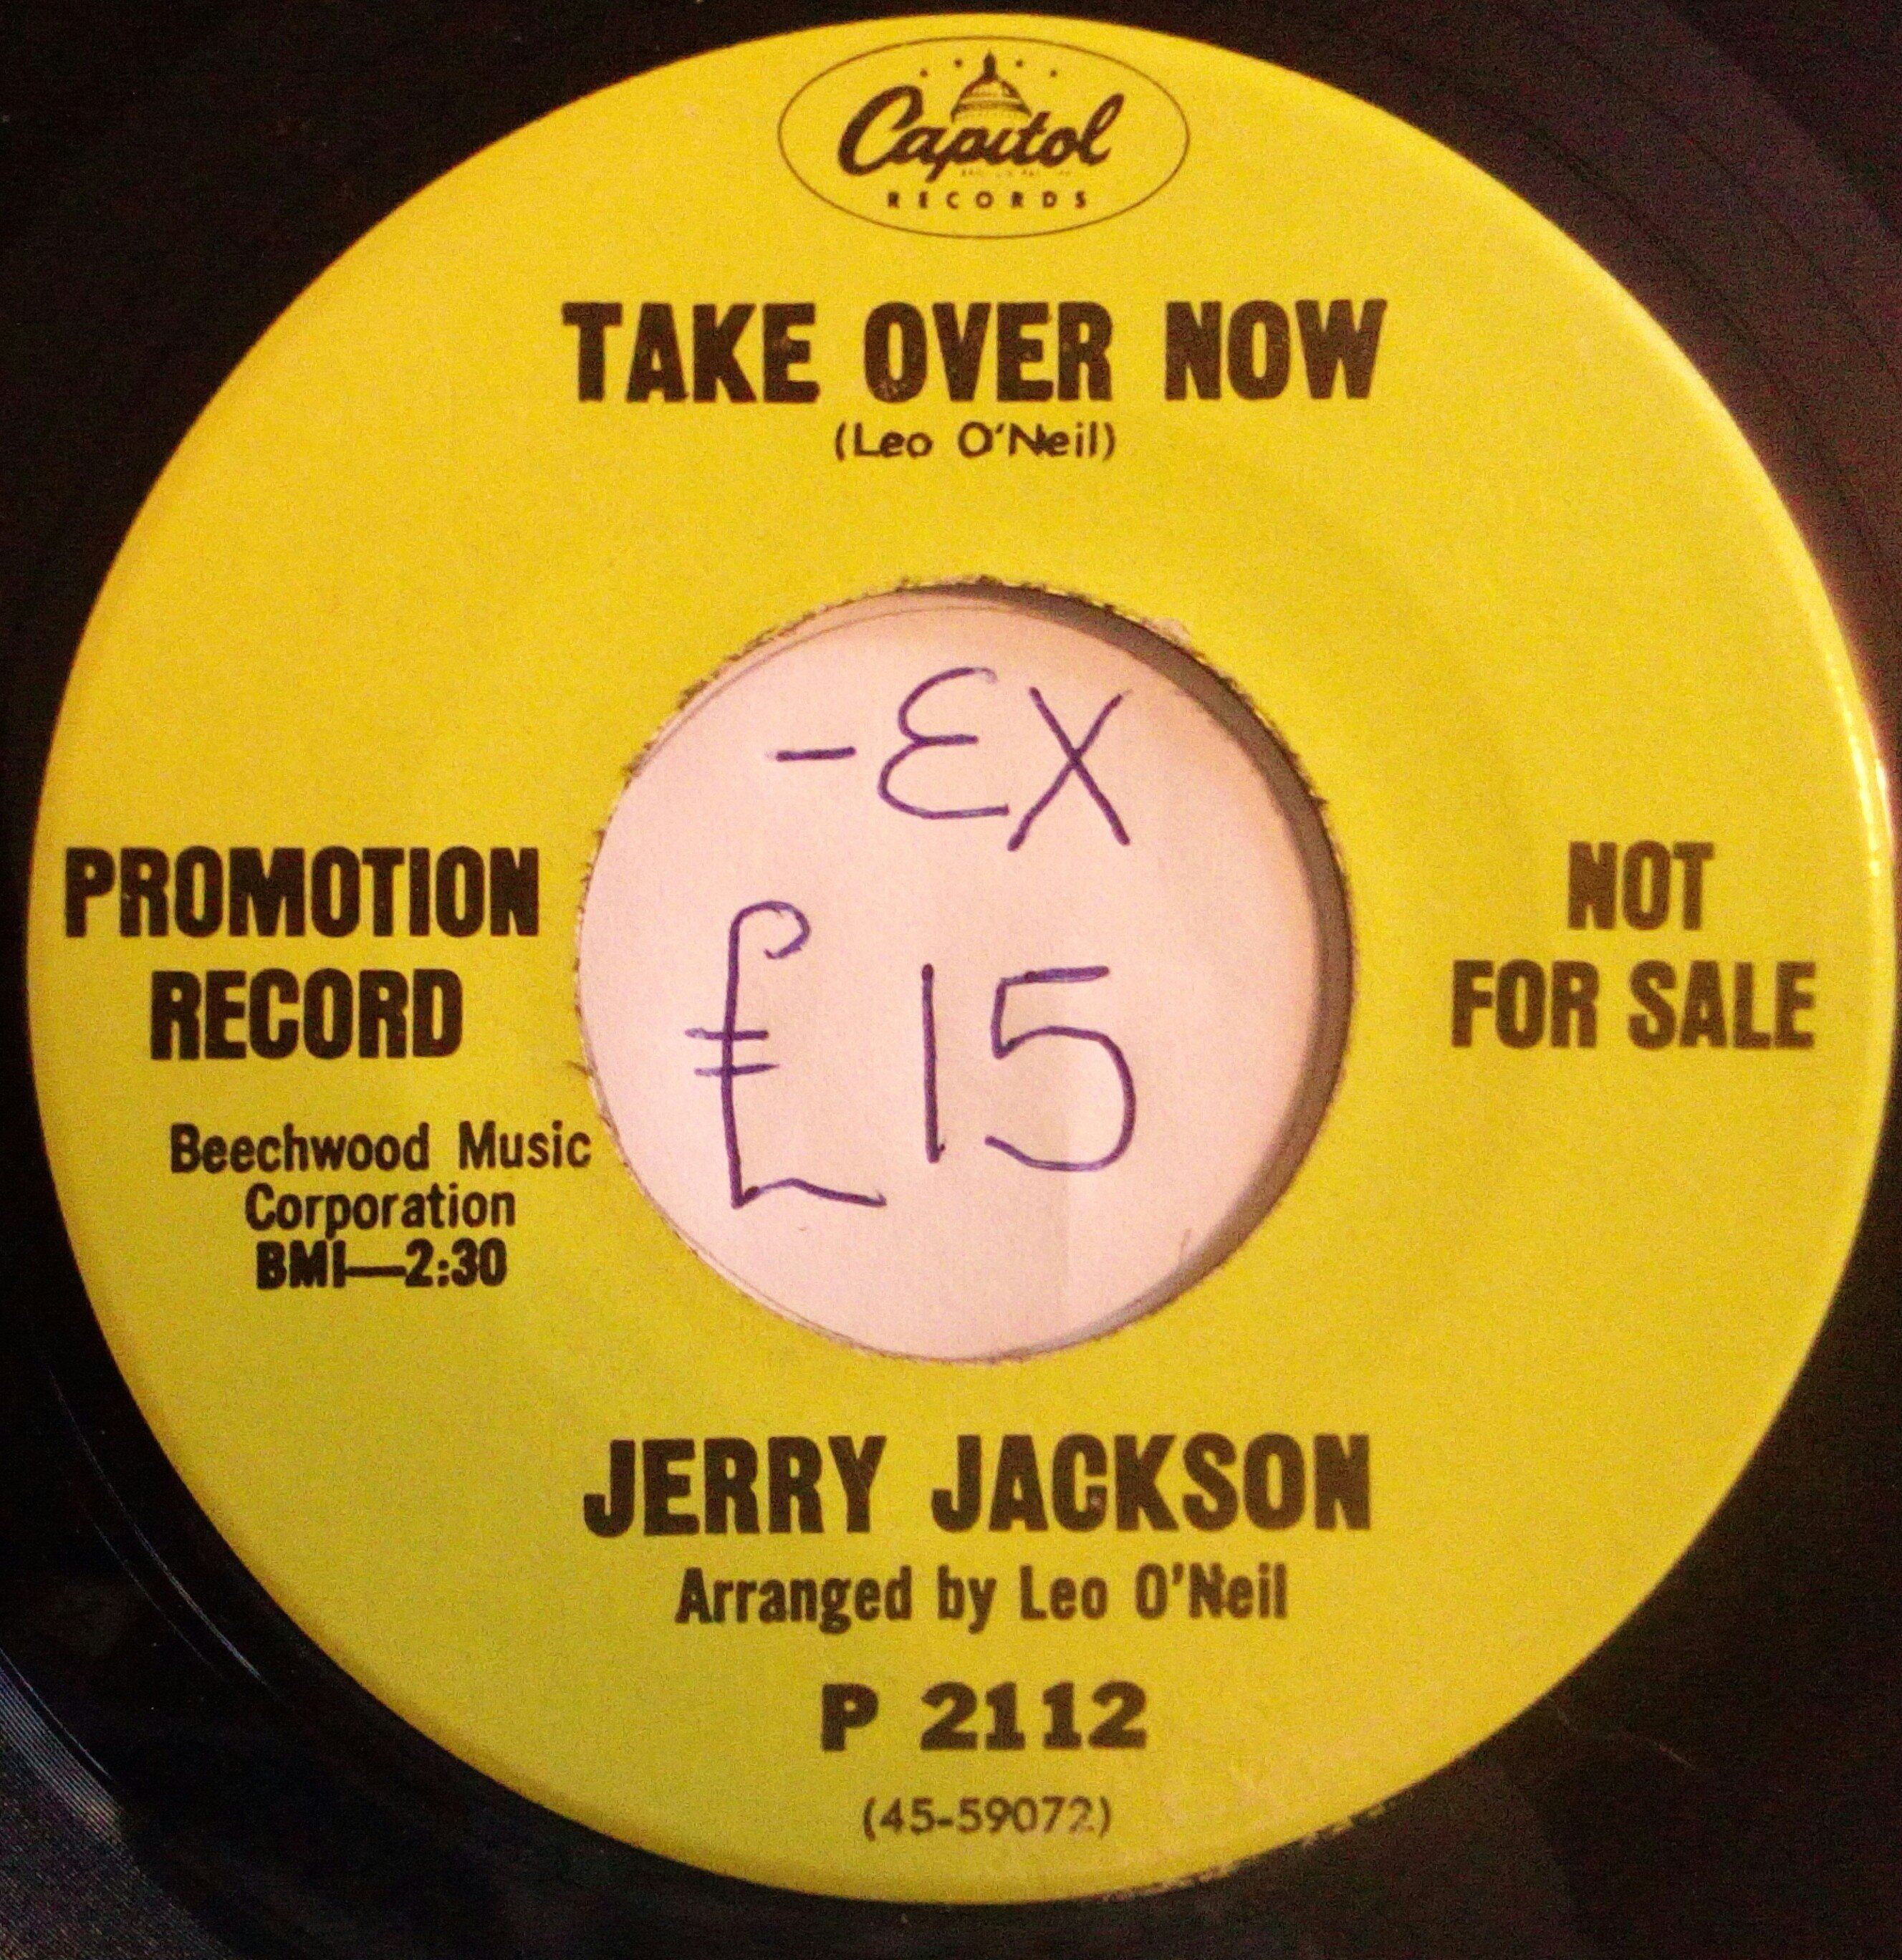 Capitol
RECORDS
TAKE OVER NOW
(Leo O'Neil)
-EX
£15
PROMOTION
RECORD
NOT
FOR SALE
Beechwood Music
Corporation
BMI—2:30
JERRY JACKSON
Arranged by Leo O'Neil
P 2112
(45-59072)